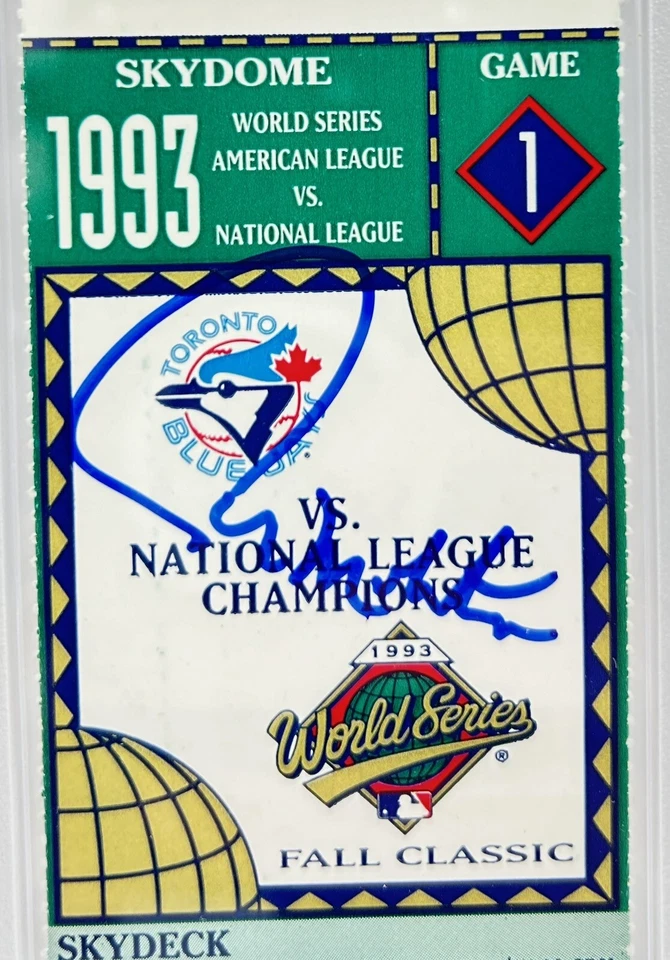 SKYDOME
GAME
1993
WORLD SERIES
AMERICAN LEAGUE
VS.
NATIONAL LEAGUE
1
TORONTO
BLUE JAYS
VS.
NATIONAL LEAGUE
CHAMPIONS
1993
World Series
®
FALL CLASSIC
SKYDECK